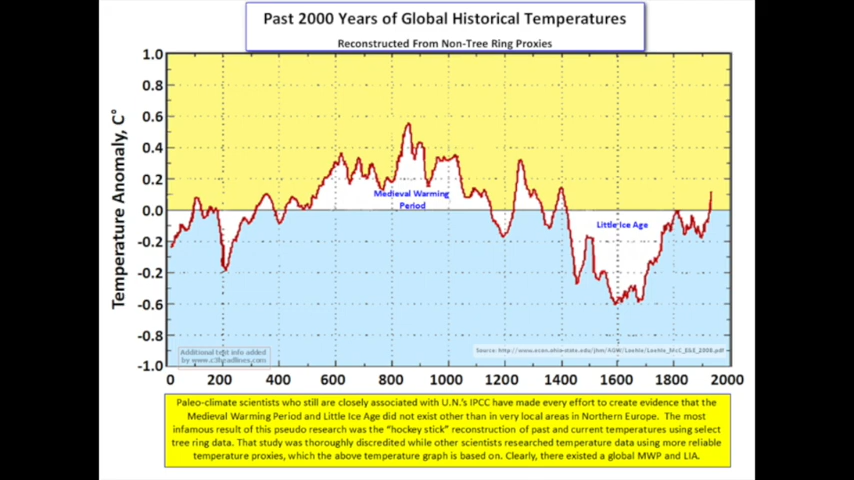 Past 2000 Years of Global Historical Temperatures
Reconstructed From Non-Tree Ring Proxies
Temperature Anomaly, C°
1.0
0.8
0.6
0.4
0.2
0.0
-0.2
-0.2
-0.6
-0.8
-1.0
Medieval Warming
Period
Little Ice Age
Additional text info added
by www.c3headlines.com
0 200 400 600 800 1000 1200 1400 1600 1800 2000
Paleo-climate scientists who still are closely associated with U.N.'s IPCC have made every effort to create evidence that the
Medieval Warming Period and Little Ice Age did not exist other than in very local areas in Northern Europe. The most
infamous result of this pseudo research was the "hockey stick" reconstruction of past and current temperatures using select
tree ring data. That study was thoroughly discredited while other scientists researched temperature data using more reliable
temperature proxies, which the above temperature graph is based on. Clearly, there existed a global MWP and LIA.